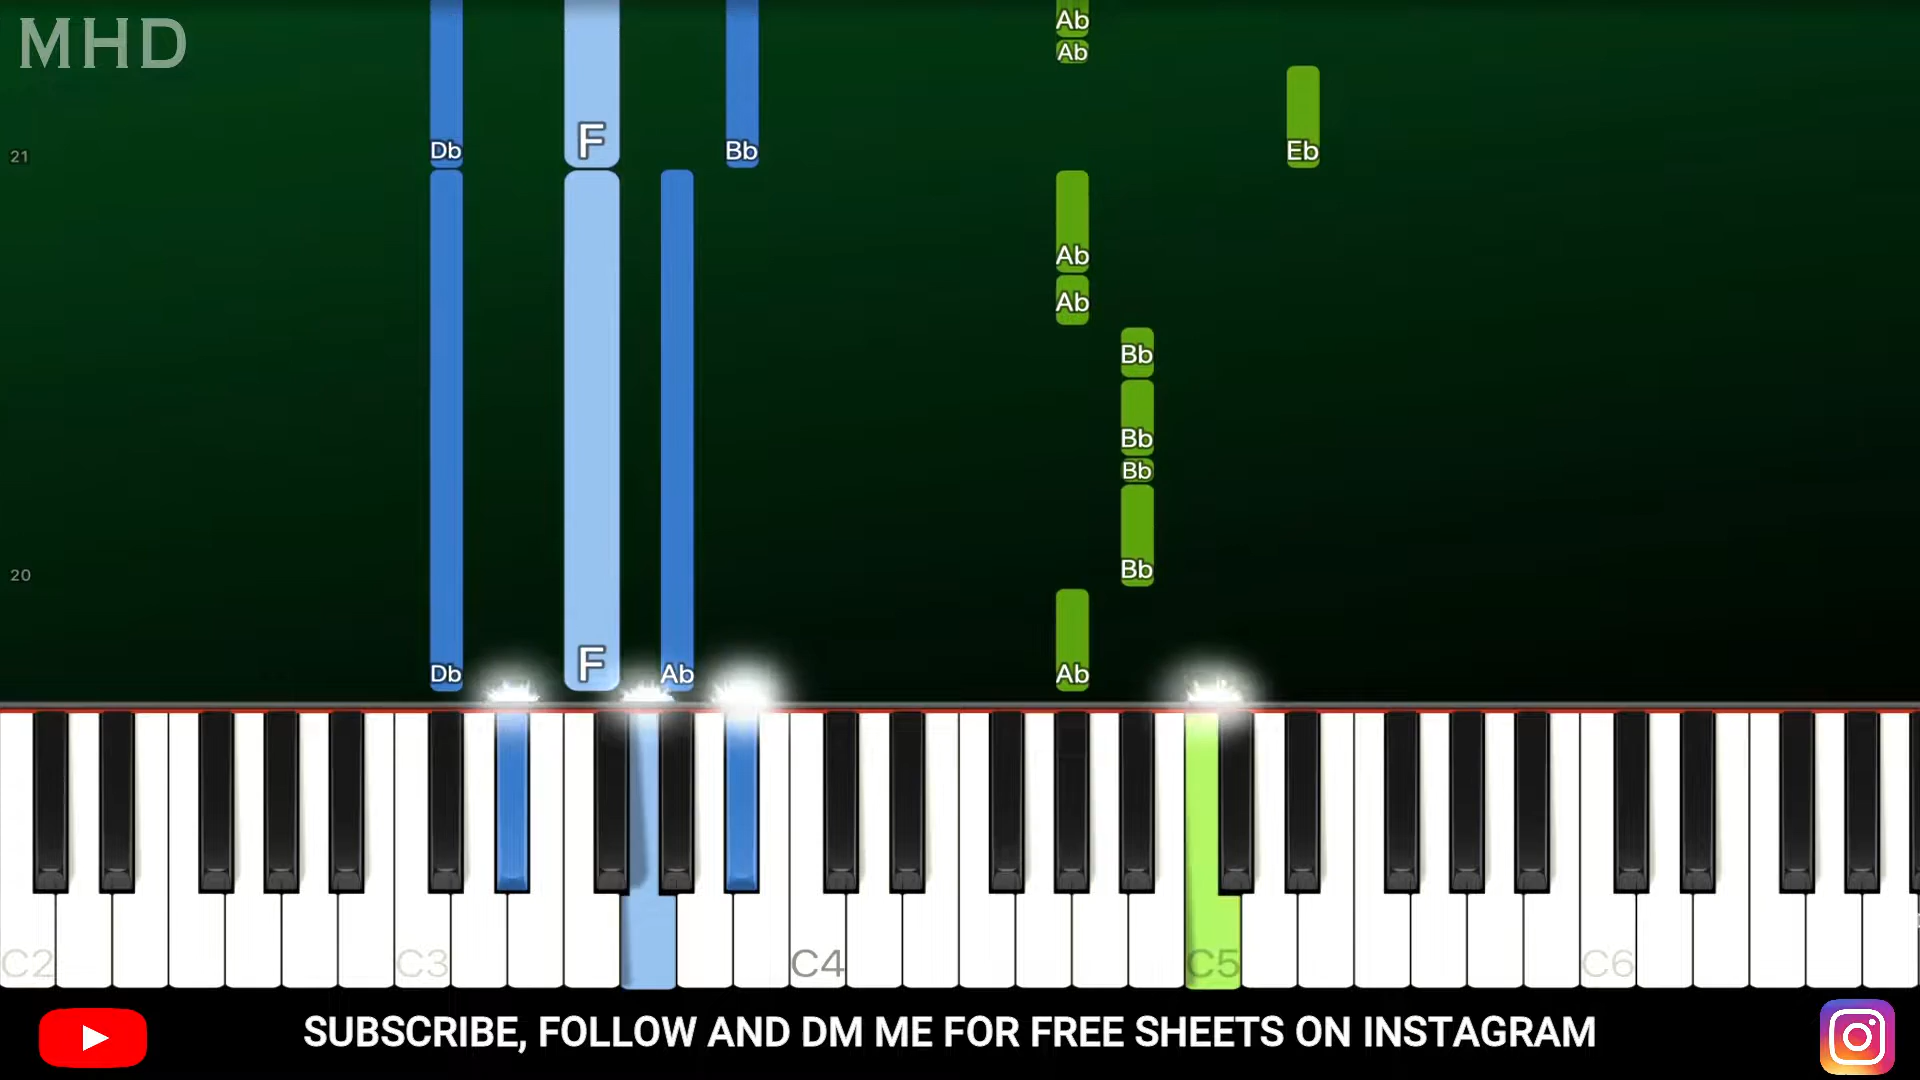 MHD
Ab
Ab
Db F Bb Eb
21
Ab
Ab
Bb
Bb
Bb
Bb
20
Db F Ab Ab
C2 C3 C4 C5 C6
SUBSCRIBE, FOLLOW AND DM ME FOR FREE SHEETS ON INSTAGRAM